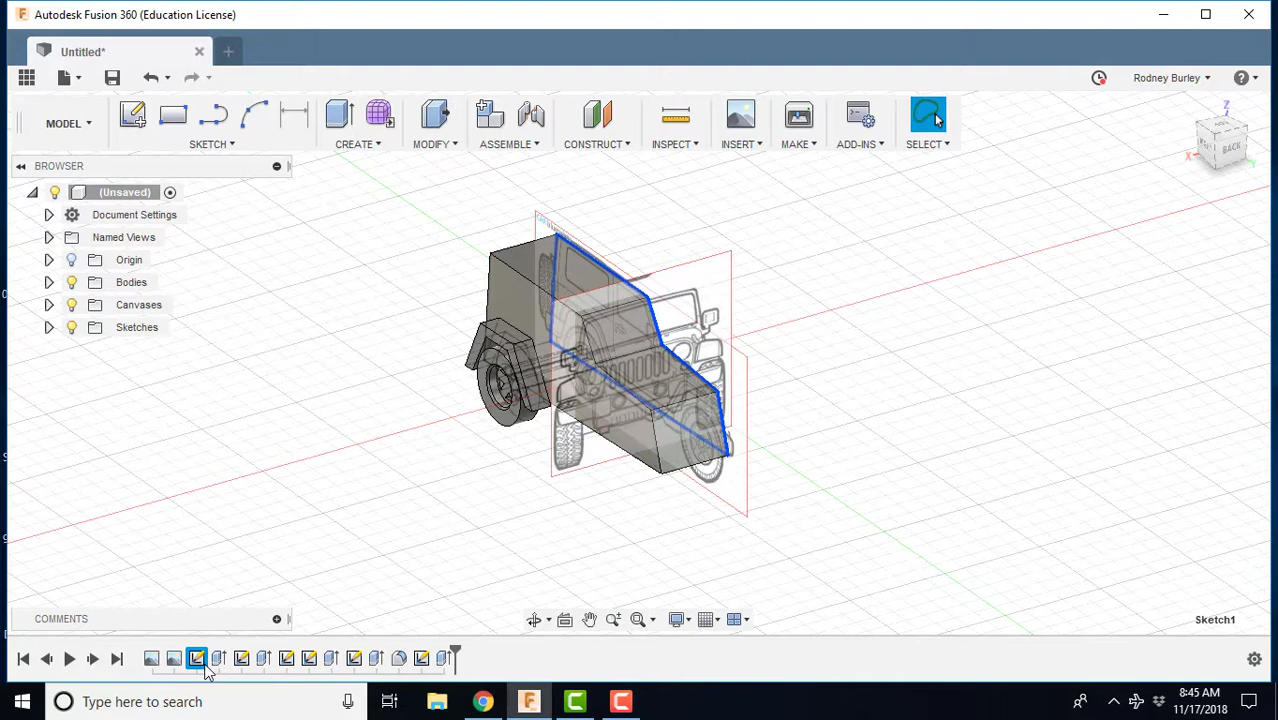 Autodesk Fusion 360 (Education License)
Untitled*
Rodney Burley
MODEL
SKETCH
CREATE
MODIFY
ASSEMBLE
CONSTRUCT
INSPECT
INSERT
MAKE
ADD-INS
SELECT
BROWSER
(Unsaved)
Document Settings
Named Views
Origin
Bodies
Canvases
Sketches
Z
X
Y
BACK
COMMENTS
Sketch1
Type here to search
8:45 AM
11/17/2018